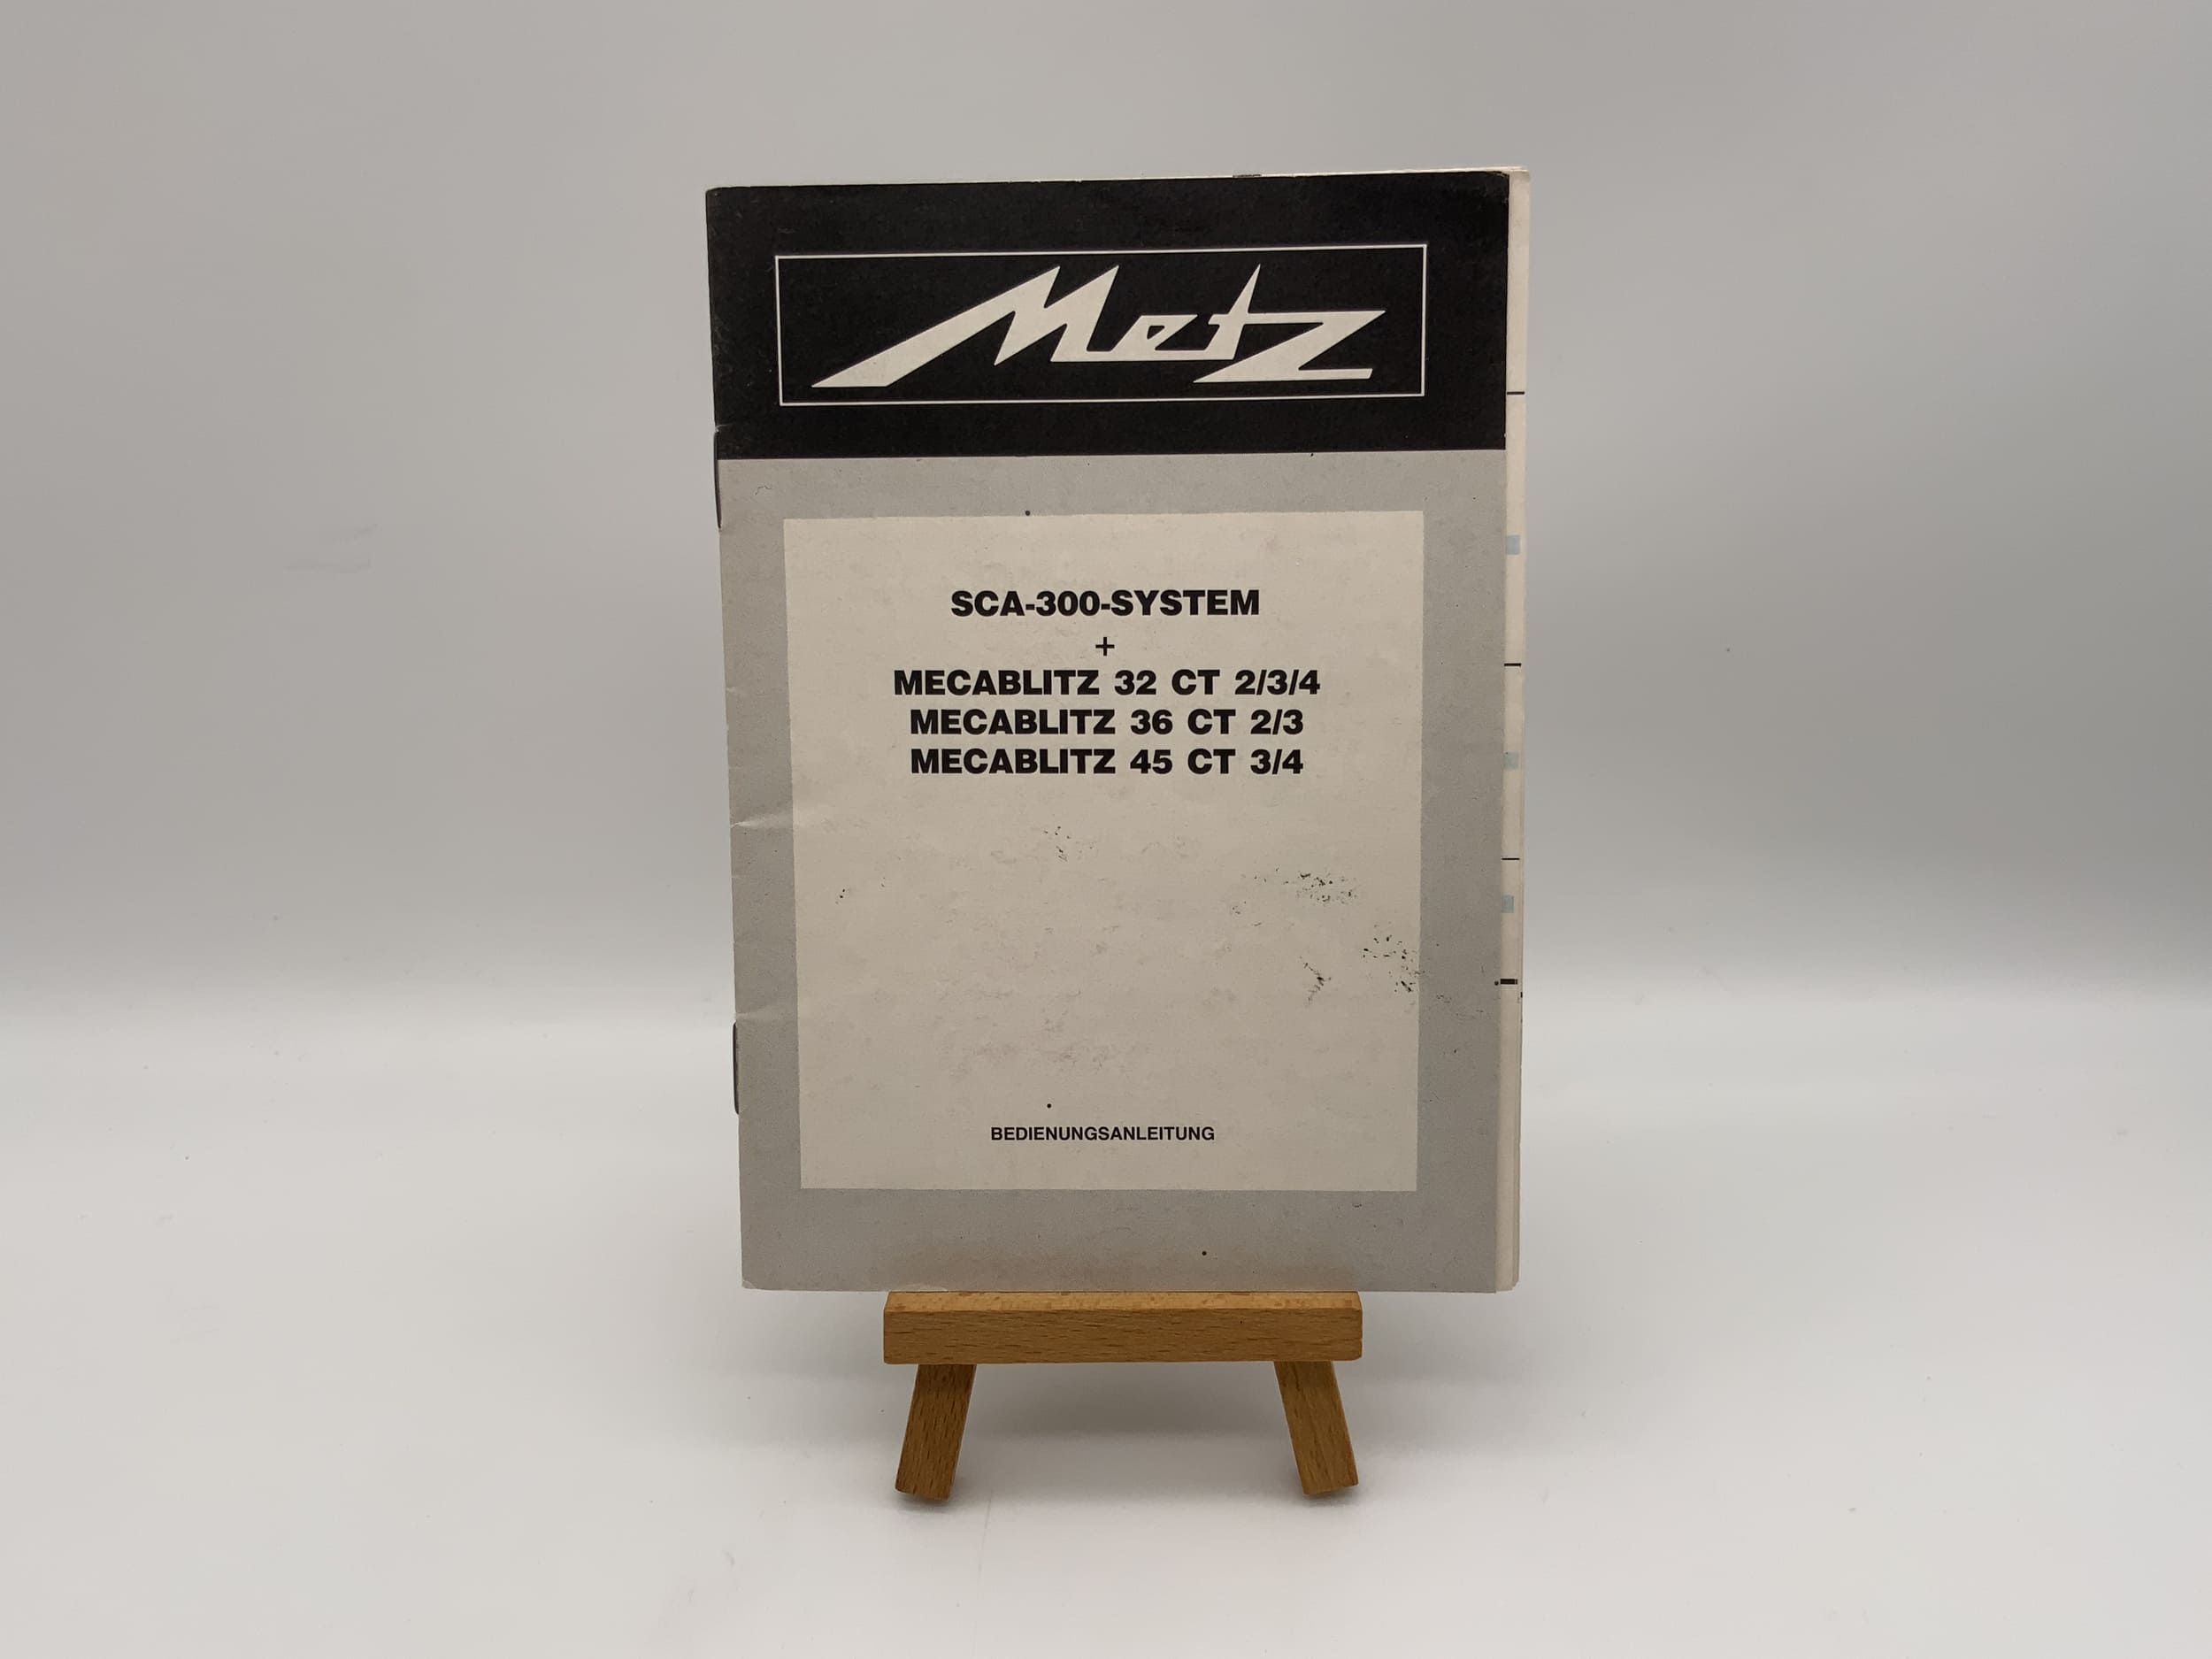 Metz
SCA-300-SYSTEM
+
MECABLITZ 32 CT 2/3/4
MECABLITZ 36 CT 2/3
MECABLITZ 45 CT 3/4
BEDIENUNGSANLEITUNG